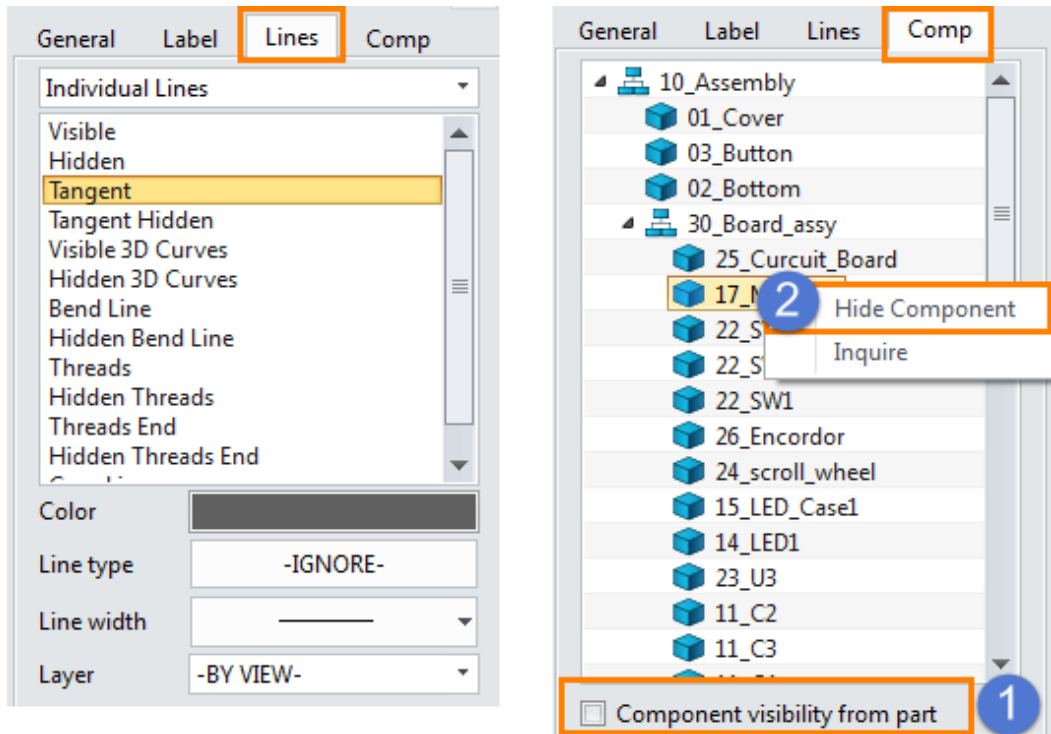 General Label Lines Comp
Individual Lines
Visible
Hidden
Tangent
Tangent Hidden
Visible 3D Curves
Hidden 3D Curves
Bend Line
Hidden Bend Line
Threads
Hidden Threads
Threads End
Hidden Threads End
Color
Line type -IGNORE-
Line width
Layer -BY VIEW-
General Label Lines Comp
10_Assembly
01_Cover
03_Button
02_Bottom
30_Board_assy
25_Curcuit_Board
2
Hide Component
Inquire
22_SW1
26_Encordor
24_scroll_wheel
15_LED_Case1
14_LED1
23_U3
11_C2
11_C3
Component visibility from part 1